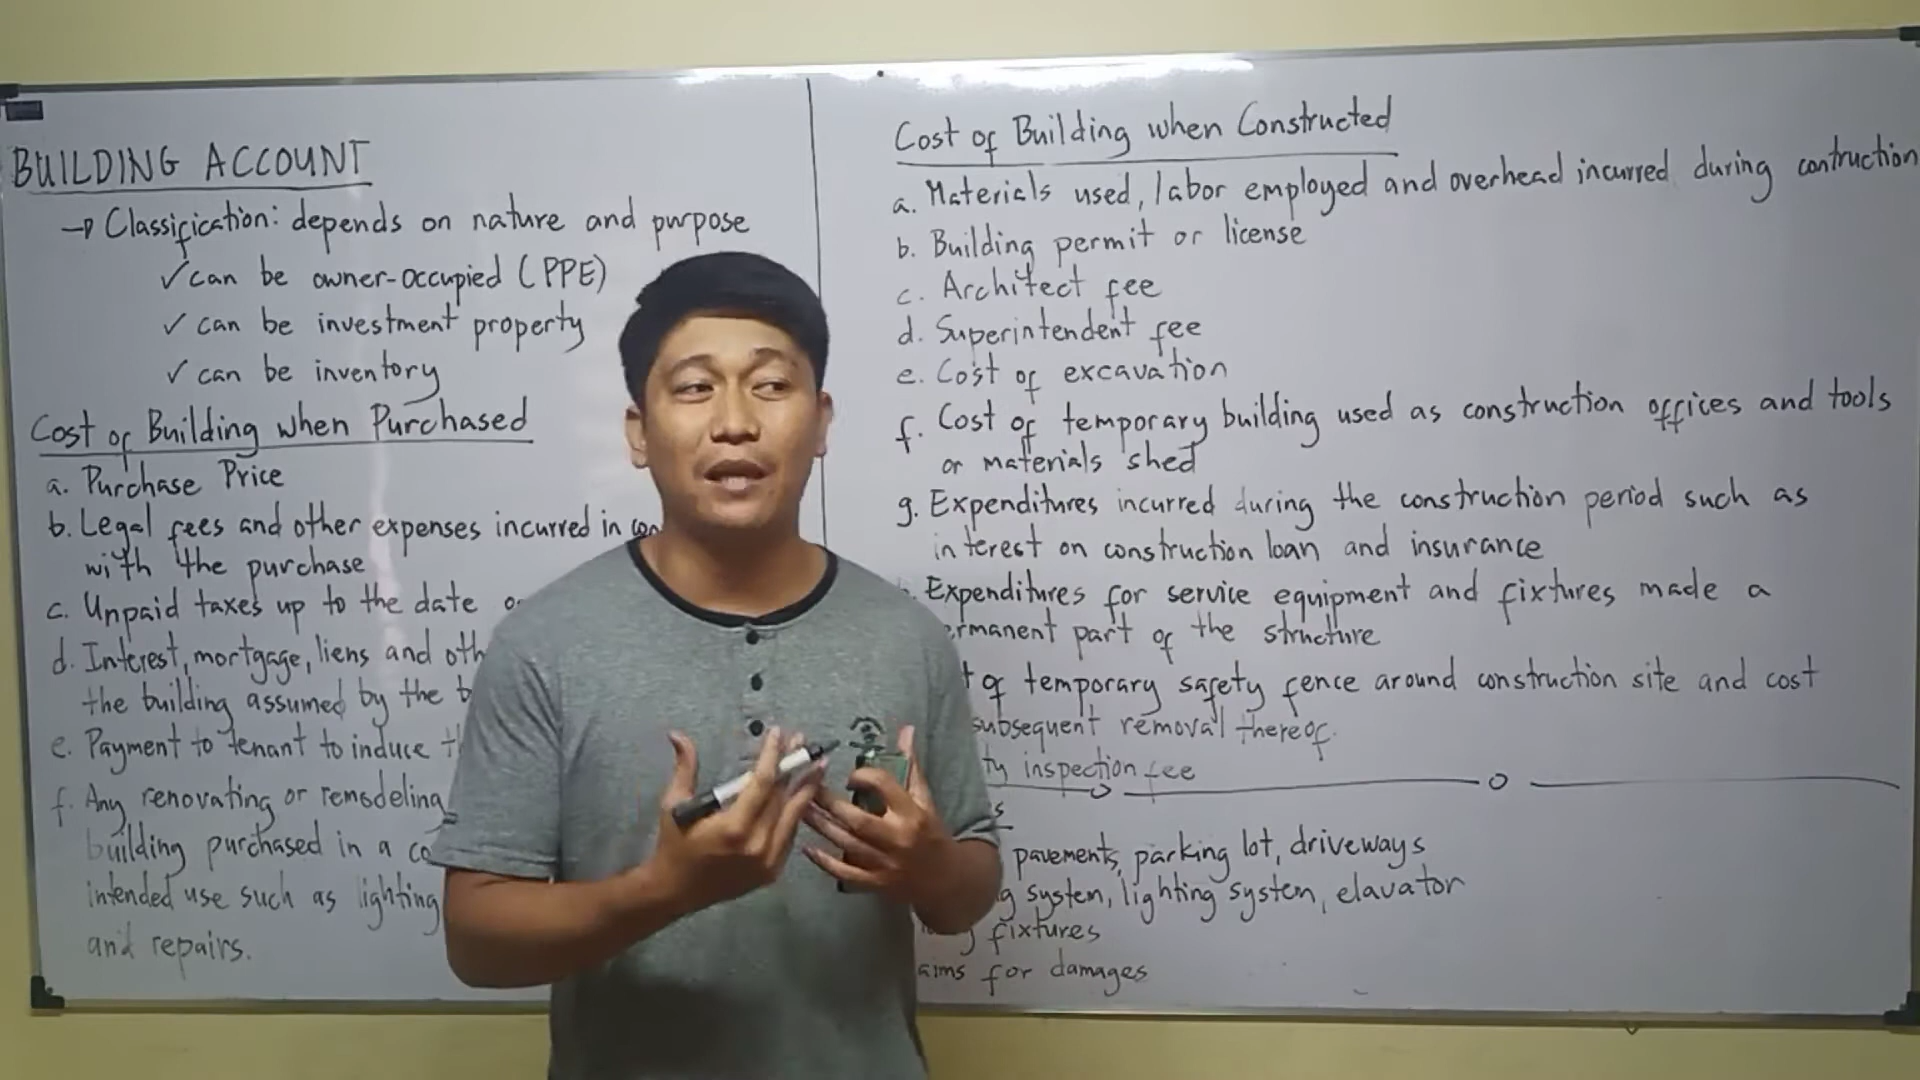 BUILDING ACCOUNT
→ Classification: depends on nature and purpose
✓ can be owner-occupied (PPE)
✓ can be investment property
✓ can be inventory
Cost of Building when Purchased
a. Purchase Price
b. Legal fees and other expenses incurred in
with the purchase
c. Unpaid taxes up to the date
d. Interest, mortgage, liens and
the building assumed by the
e. Payment to tenant to induce
f. Any renovating or remodeling
building purchased in a
intended use such as lighting
and repairs.
Cost of Building when Constructed
a. Materials used, labor employed and overhead incurred during contruction
b. Building permit or license
c. Architect fee
d. Superintendent fee
e. Cost of excavation
f. Cost of temporary building used as construction offices and tools
or materials shed
g. Expenditures incurred during the construction period such as
interest on construction loan and insurance
Expenditures for service equipment and fixtures made a
part of the structure
of temporary safety fence around construction site and cost
subsequent removal thereof.
inspection fee
pavements, parking lot, driveways
system, lighting system, elavator
fixtures
for damages